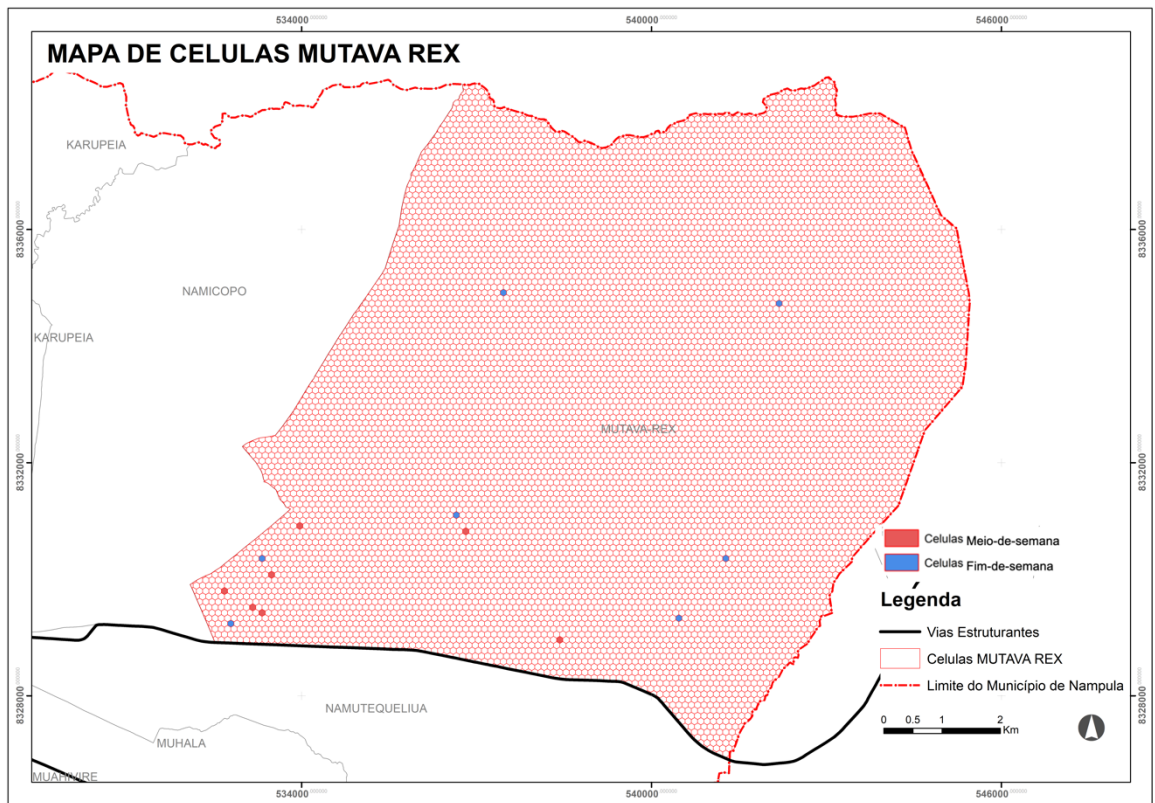 534000
540000
546000
MAPA DE CELULAS MUTAVA REX
KARUPEIA
8336000
8336000
NAMICOPO
KARUPEIA
MUTAVA-REX
8332000
8332000
Celulas Meio-de-semana
Celulas Fim-de-semana
Legénda
Vias Estruturantes
Celulas MUTAVA REX
Limite do Município de Nampula
8328000
8328000
NAMUTEQUELIUA
0 0.5 1 2
Km
MUHALA
MUAHIVIRE
534000
540000
546000